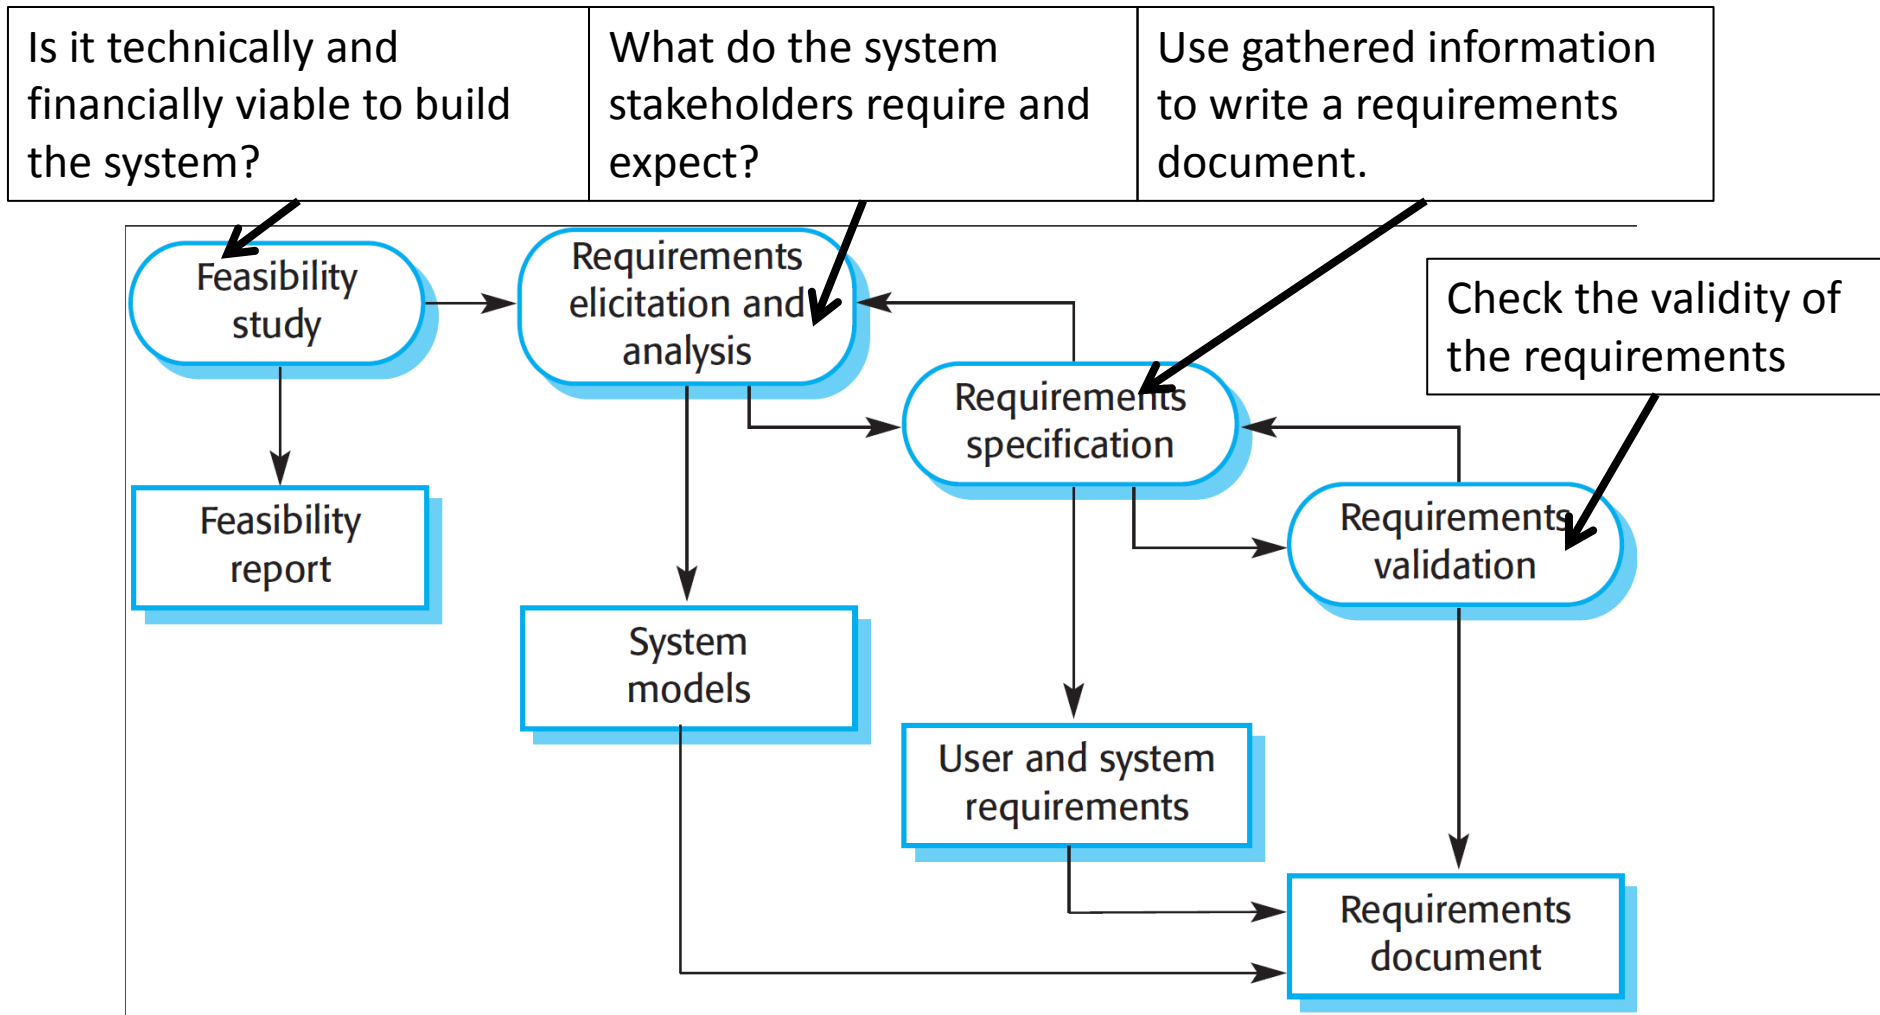 Is it technically and
financially viable to build
the system?
What do the system
stakeholders require and
expect?
Use gathered information
to write a requirements
document.
Check the validity of
the requirements
Feasibility
study
Requirements
elicitation and
analysis
Requirements
specification
Requirements
validation
Feasibility
report
System
models
User and system
requirements
Requirements
document